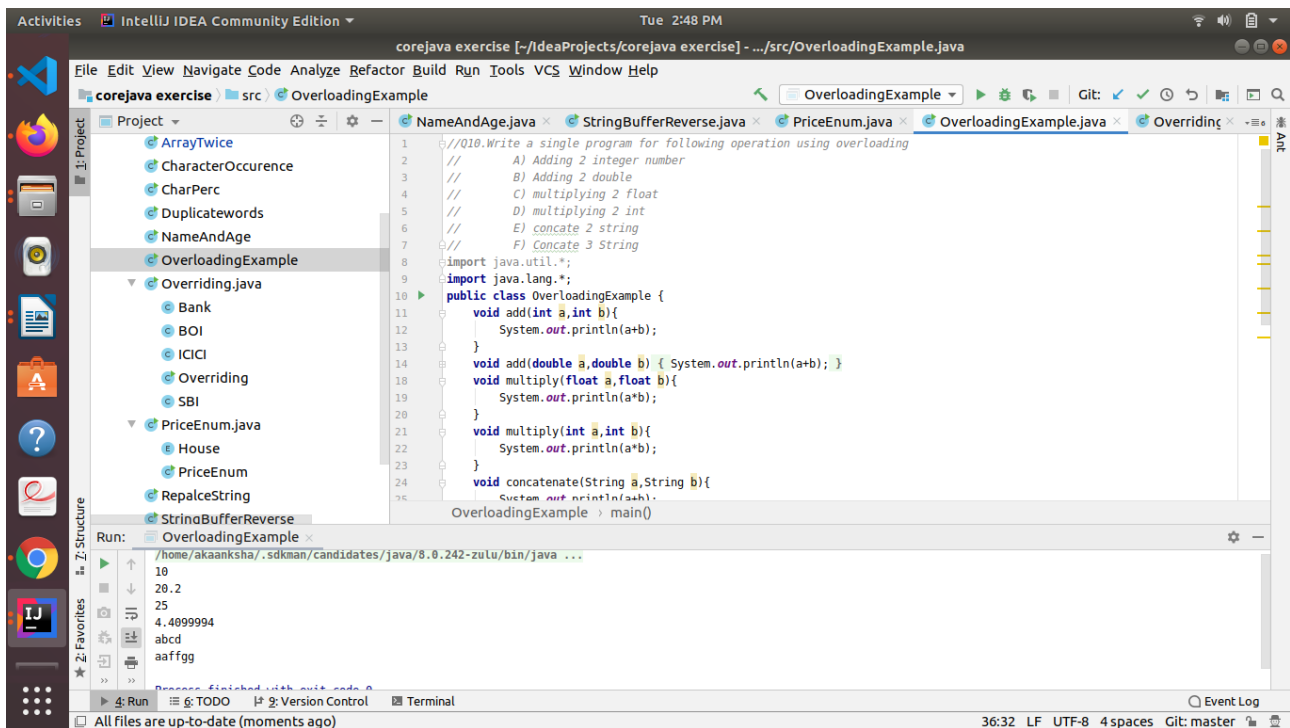 Activities IntelliJ IDEA Community Edition Tue 2:48 PM
corejava exercise [~/IdeaProjects/corejava exercise] - .../src/OverloadingExample.java
File Edit View Navigate Code Analyze Refactor Build Run Tools VCS Window Help
corejava exercise src OverloadingExample OverloadingExample Git:
1: Project
Project
NameAndAge.java StringBufferReverse.java PriceEnum.java OverloadingExample.java Overriding 6
Ant
ArrayTwice
CharacterOccurence
CharPerc
Duplicatewords
NameAndAge
OverloadingExample
Overriding.java
Bank
BOI
ICICI
Overriding
SBI
PriceEnum.java
House
PriceEnum
RepalceString
StringBufferReverse
1 //Q10.Write a single program for following operation using overloading
2 // A) Adding 2 integer number
3 // B) Adding 2 double
4 // C) multiplying 2 float
5 // D) multiplying 2 int
6 // E) concate 2 string
7 // F) Concate 3 String
8 import java.util.*;
9 import java.lang.*;
10 public class OverloadingExample {
11 void add(int a,int b){
12 System.out.println(a+b);
13 }
14 void add(double a,double b) { System.out.println(a+b); }
18 void multiply(float a,float b){
19 System.out.println(a*b);
20 }
21 void multiply(int a,int b){
22 System.out.println(a*b);
23 }
24 void concatenate(String a,String b){
25 System.out.println(a+b);
OverloadingExample › main()
7: Structure
2: Favorites
Run: OverloadingExample
/home/akaanksha/.sdkman/candidates/java/8.0.242-zulu/bin/java ...
10
20.2
25
4.4099994
abcd
aaffgg
Process finished with exit code 0
4: Run 6: TODO 9: Version Control Terminal Event Log
All files are up-to-date (moments ago) 36:32 LF UTF-8 4 spaces Git: master